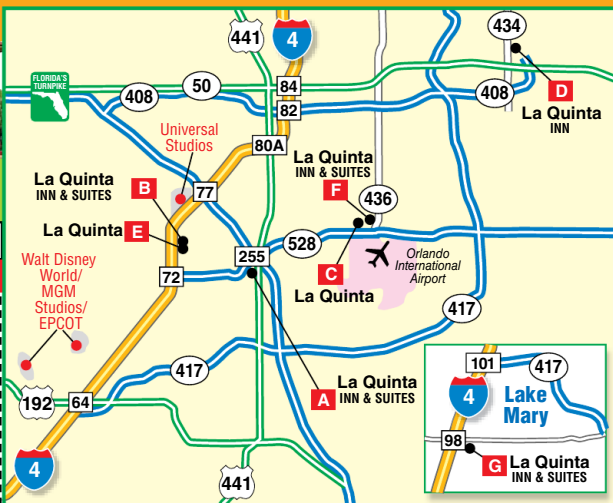 441
4
434
FLORIDA'S
TURNPIKE
408
50
84
82
408
D
La Quinta
INN
Universal
Studios
80A
La Quinta
INN & SUITES
B
77
La Quinta
INN & SUITES
F
436
La Quinta
E
528
255
C
Orlando
International
Airport
La Quinta
Walt Disney
World/
MGM
Studios/
EPCOT
72
417
417
192
64
A
La Quinta
INN & SUITES
4
441
101
417
4
Lake
Mary
98
G
La Quinta
INN & SUITES